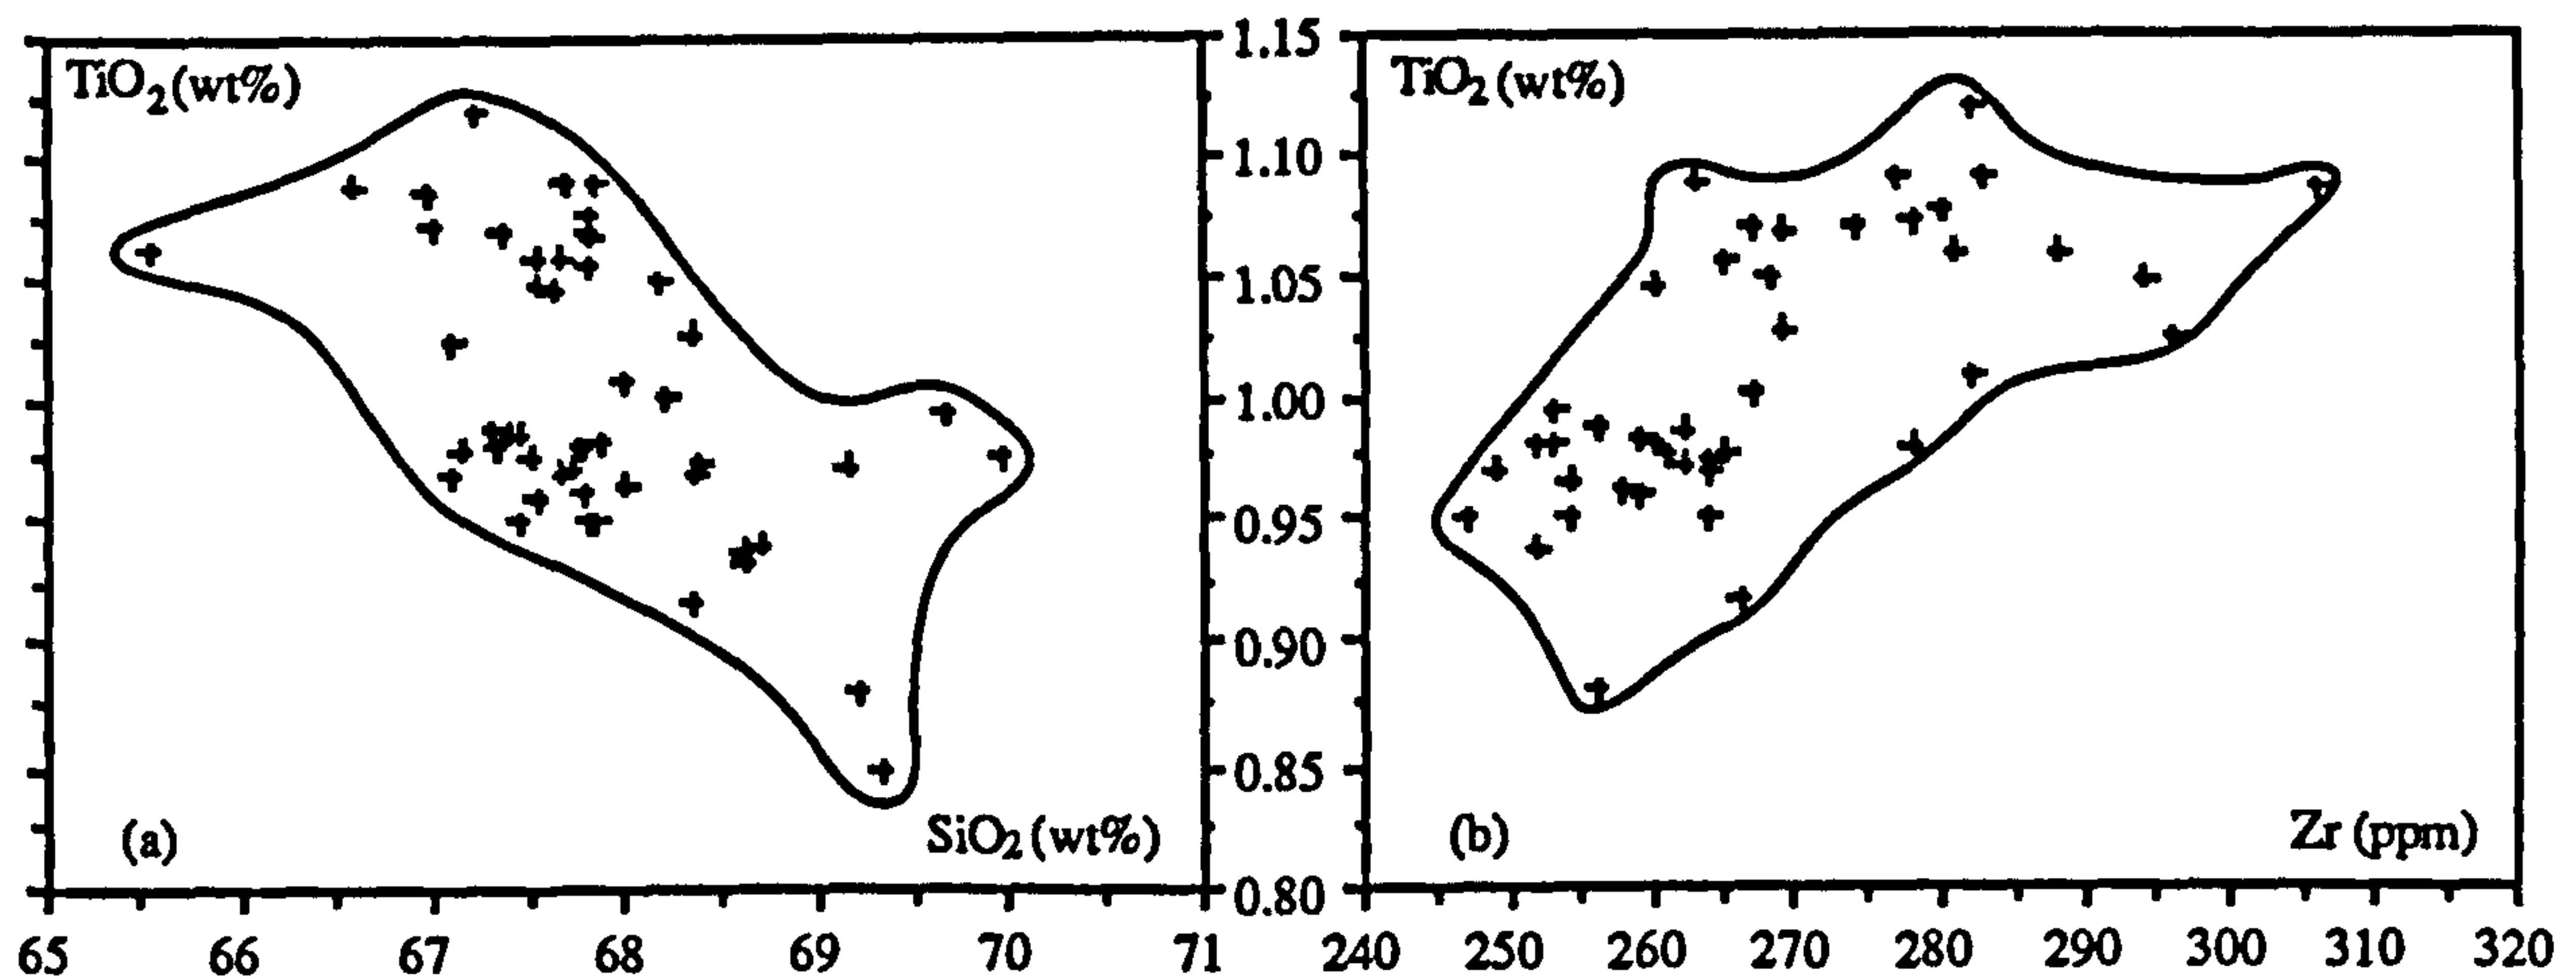 TiO2 (wt%)
(a)
SiO2 (wt%)
65 66 67 68 69 70 71
1.15
1.10
1.05
1.00
0.95
0.90
0.85
0.80
TiO2 (wt%)
(b)
Zr (ppm)
240 250 260 270 280 290 300 310 320